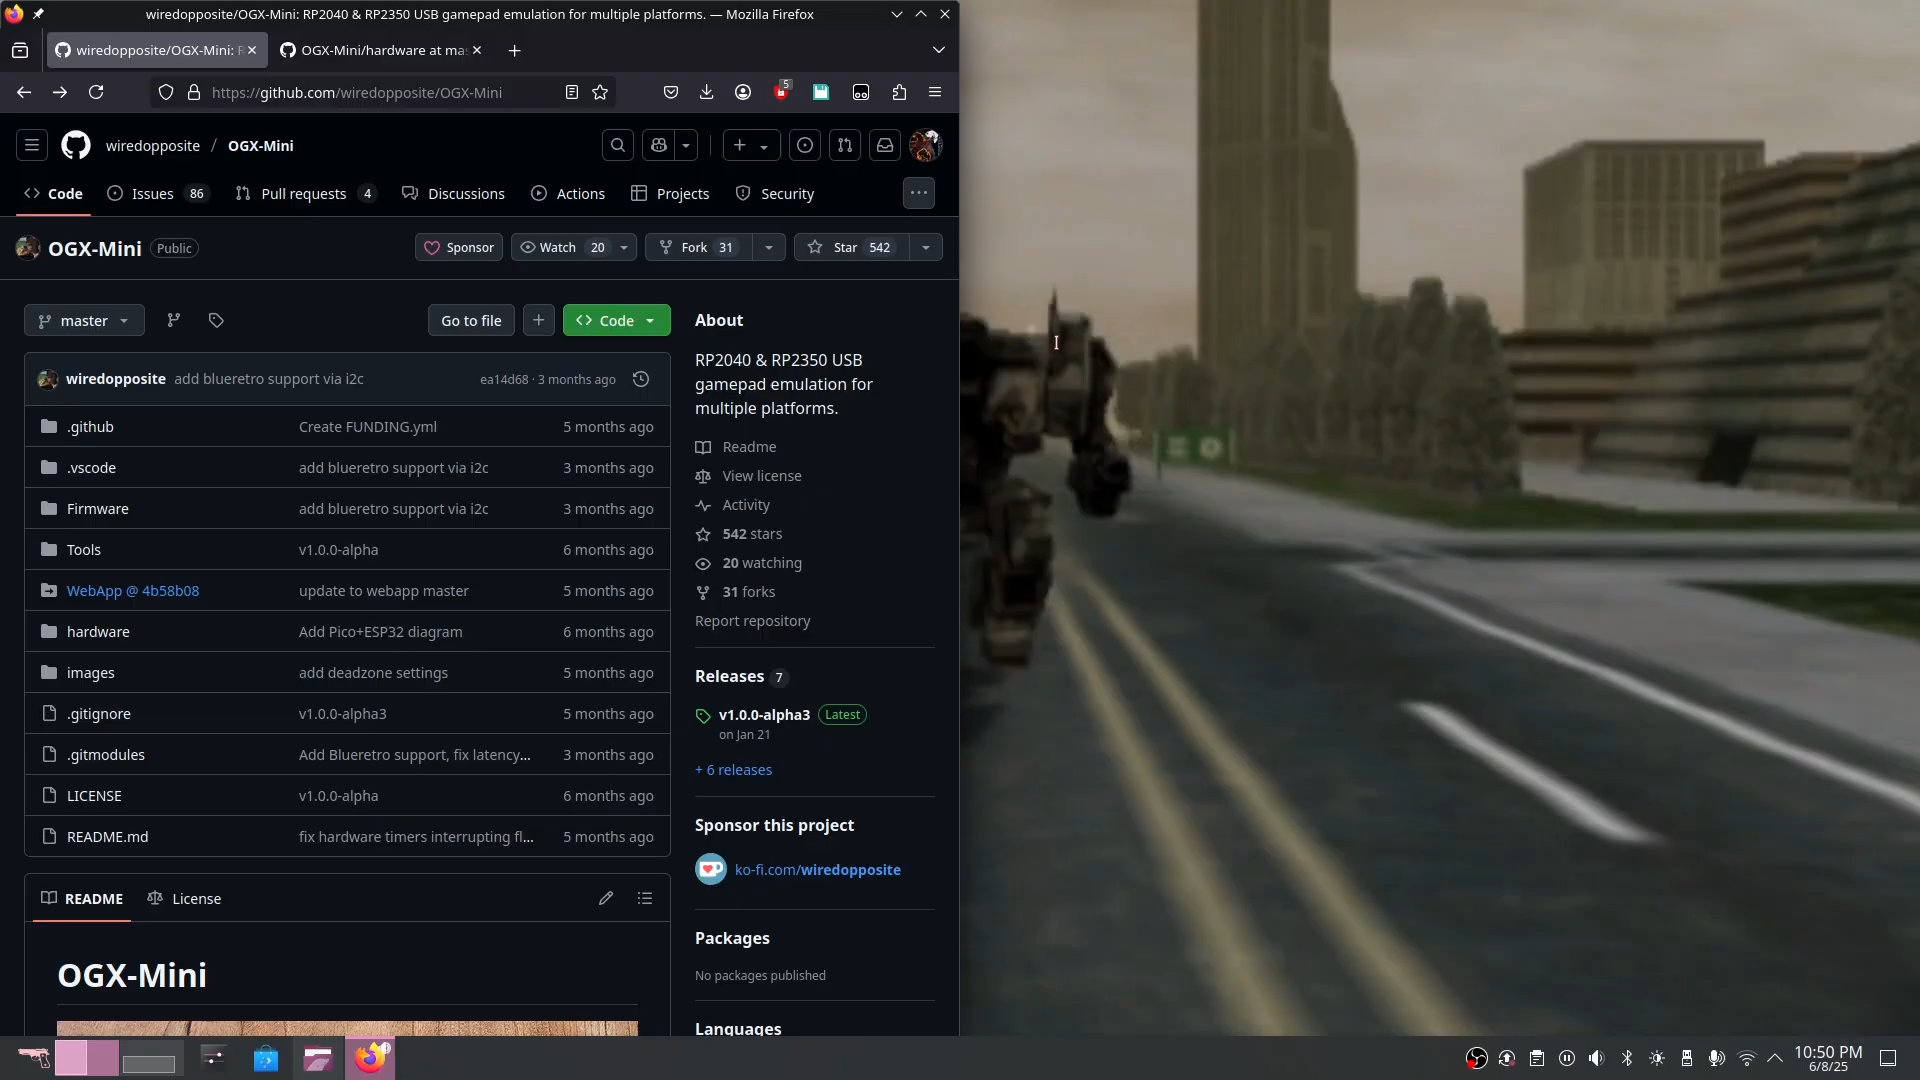 wiredopposite/OGX-Mini: RP2040 & RP2350 USB gamepad emulation for multiple platforms. — Mozilla Firefox
wiredopposite/OGX-Mini: R
OGX-Mini/hardware at mas
https://github.com/wiredopposite/OGX-Mini
5
wiredopposite / OGX-Mini
Code
Issues 86
Pull requests 4
Discussions
Actions
Projects
Security
OGX-Mini Public
Sponsor
Watch 20
Fork 31
Star 542
master
Go to file
Code
wiredopposite add blueretro support via i2c ea14d68 · 3 months ago
.github Create FUNDING.yml 5 months ago
.vscode add blueretro support via i2c 3 months ago
Firmware add blueretro support via i2c 3 months ago
Tools v1.0.0-alpha 6 months ago
WebApp @ 4b58b08 update to webapp master 5 months ago
hardware Add Pico+ESP32 diagram 6 months ago
images add deadzone settings 5 months ago
.gitignore v1.0.0-alpha3 5 months ago
.gitmodules Add Blueretro support, fix latency... 3 months ago
LICENSE v1.0.0-alpha 6 months ago
README.md fix hardware timers interrupting fl... 5 months ago
README
License
OGX-Mini
About
RP2040 & RP2350 USB
gamepad emulation for
multiple platforms.
Readme
View license
Activity
542 stars
20 watching
31 forks
Report repository
Releases 7
v1.0.0-alpha3 Latest
on Jan 21
+ 6 releases
Sponsor this project
ko-fi.com/wiredopposite
Packages
No packages published
Languages
10:50 PM
6/8/25